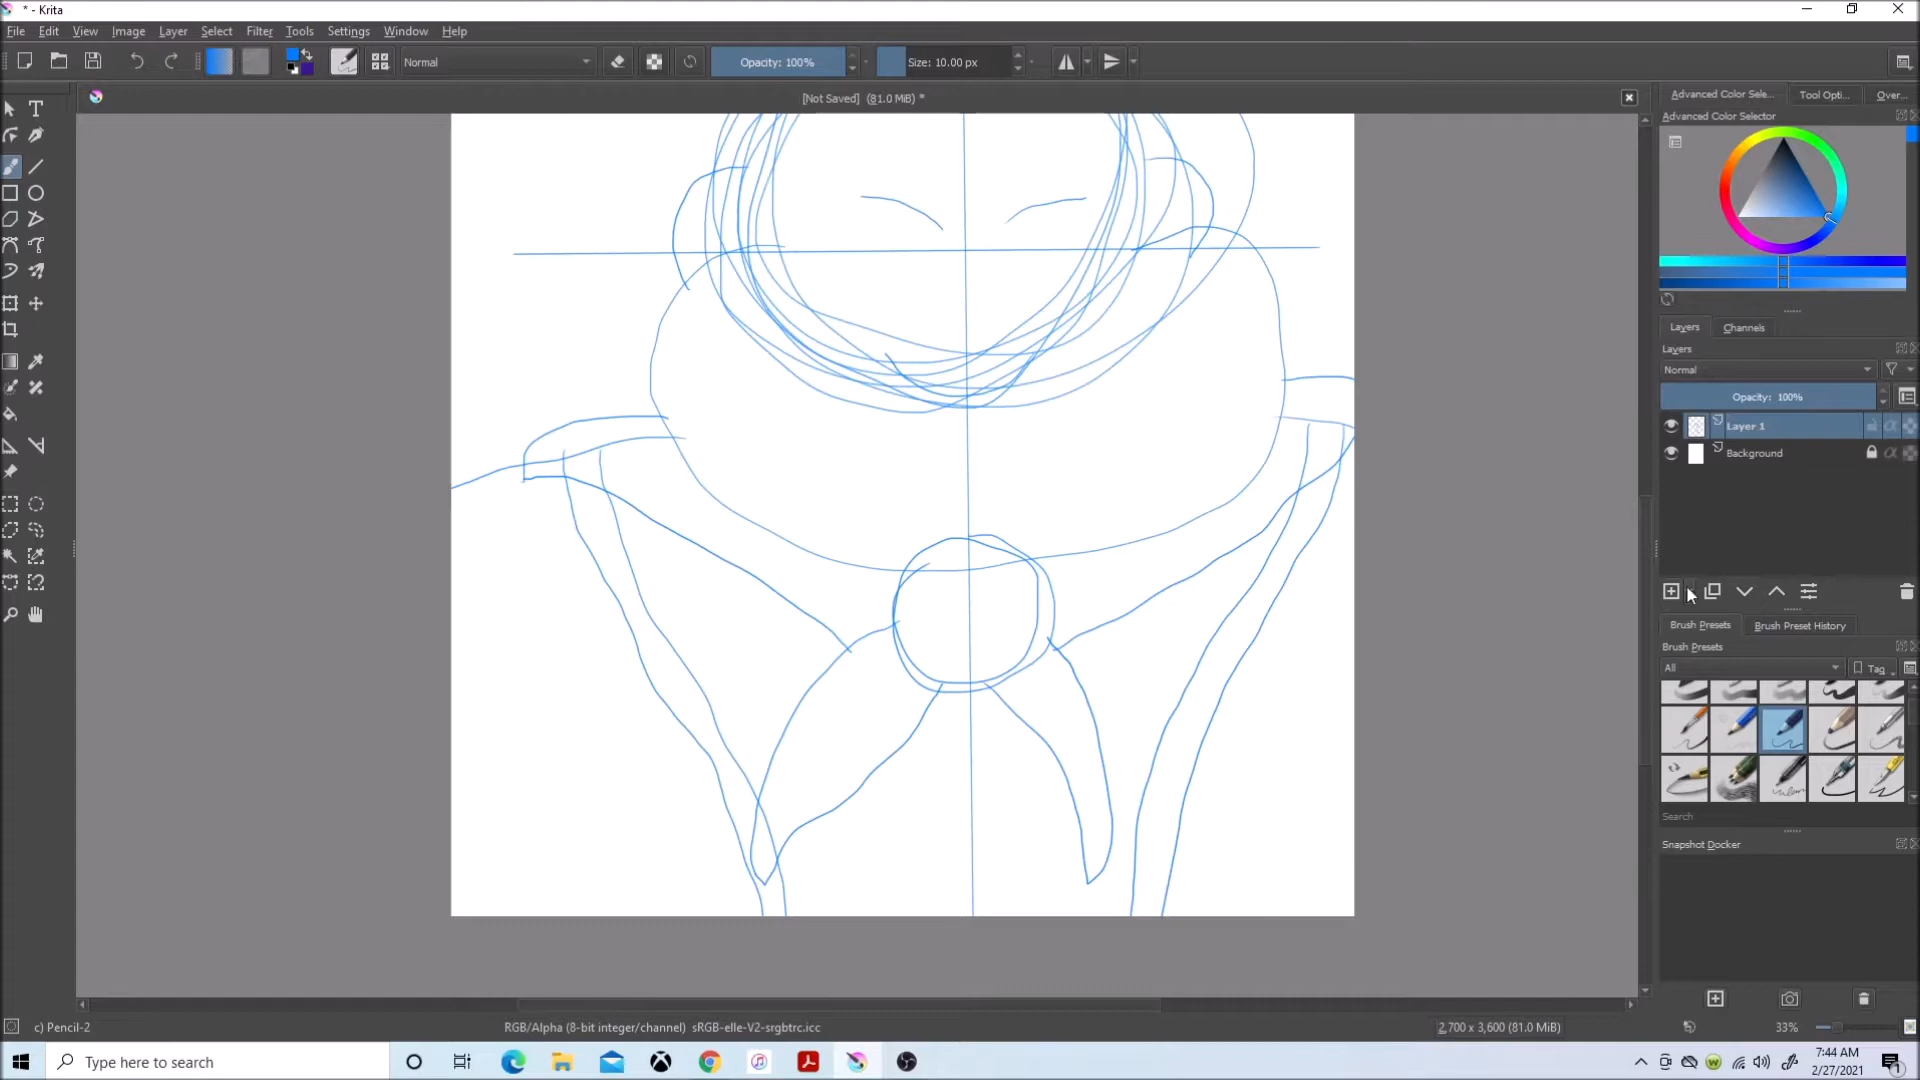 * - Krita
File Edit View Image Layer Select Filter Tools Settings Window Help
Normal Opacity: 100% Size: 10.00 px
[Not Saved] (81.0 MiB) *
Advanced Color Sele... Tool Opti... Over...
Advanced Color Selector
Layers Channels
Layers
Normal
Opacity: 100%
Layer 1
Background
Brush Presets Brush Preset History
Brush Presets
All Tag
Search
Snapshot Docker
c) Pencil-2 RGB/Alpha (8-bit integer/channel) sRGB-elle-V2-srgbtrc.icc 2,700 x 3,600 (81.0 MiB) 33%
Type here to search
7:44 AM
2/27/2021